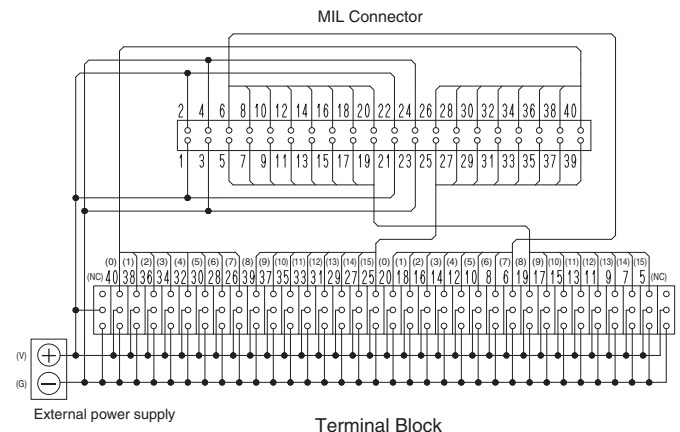 MIL Connector
2 4 6 8 10 12 14 16 18 20 22 24 26 28 30 32 34 36 38 40
1 3 5 7 9 11 13 15 17 19 21 23 25 27 29 31 33 35 37 39
(0) (1) (2) (3) (4) (5) (6) (7) (8) (9) (10) (11) (12) (13) (14) (15) (0) (1) (2) (3) (4) (5) (6) (7) (8) (9) (10) (11) (12) (13) (14) (15)
(NC) 40 38 36 34 32 30 28 26 39 37 35 33 31 29 27 25 20 18 16 14 12 10 8 6 19 17 15 13 11 9 7 5 (NC)
(V)
(G)
External power supply
Terminal Block